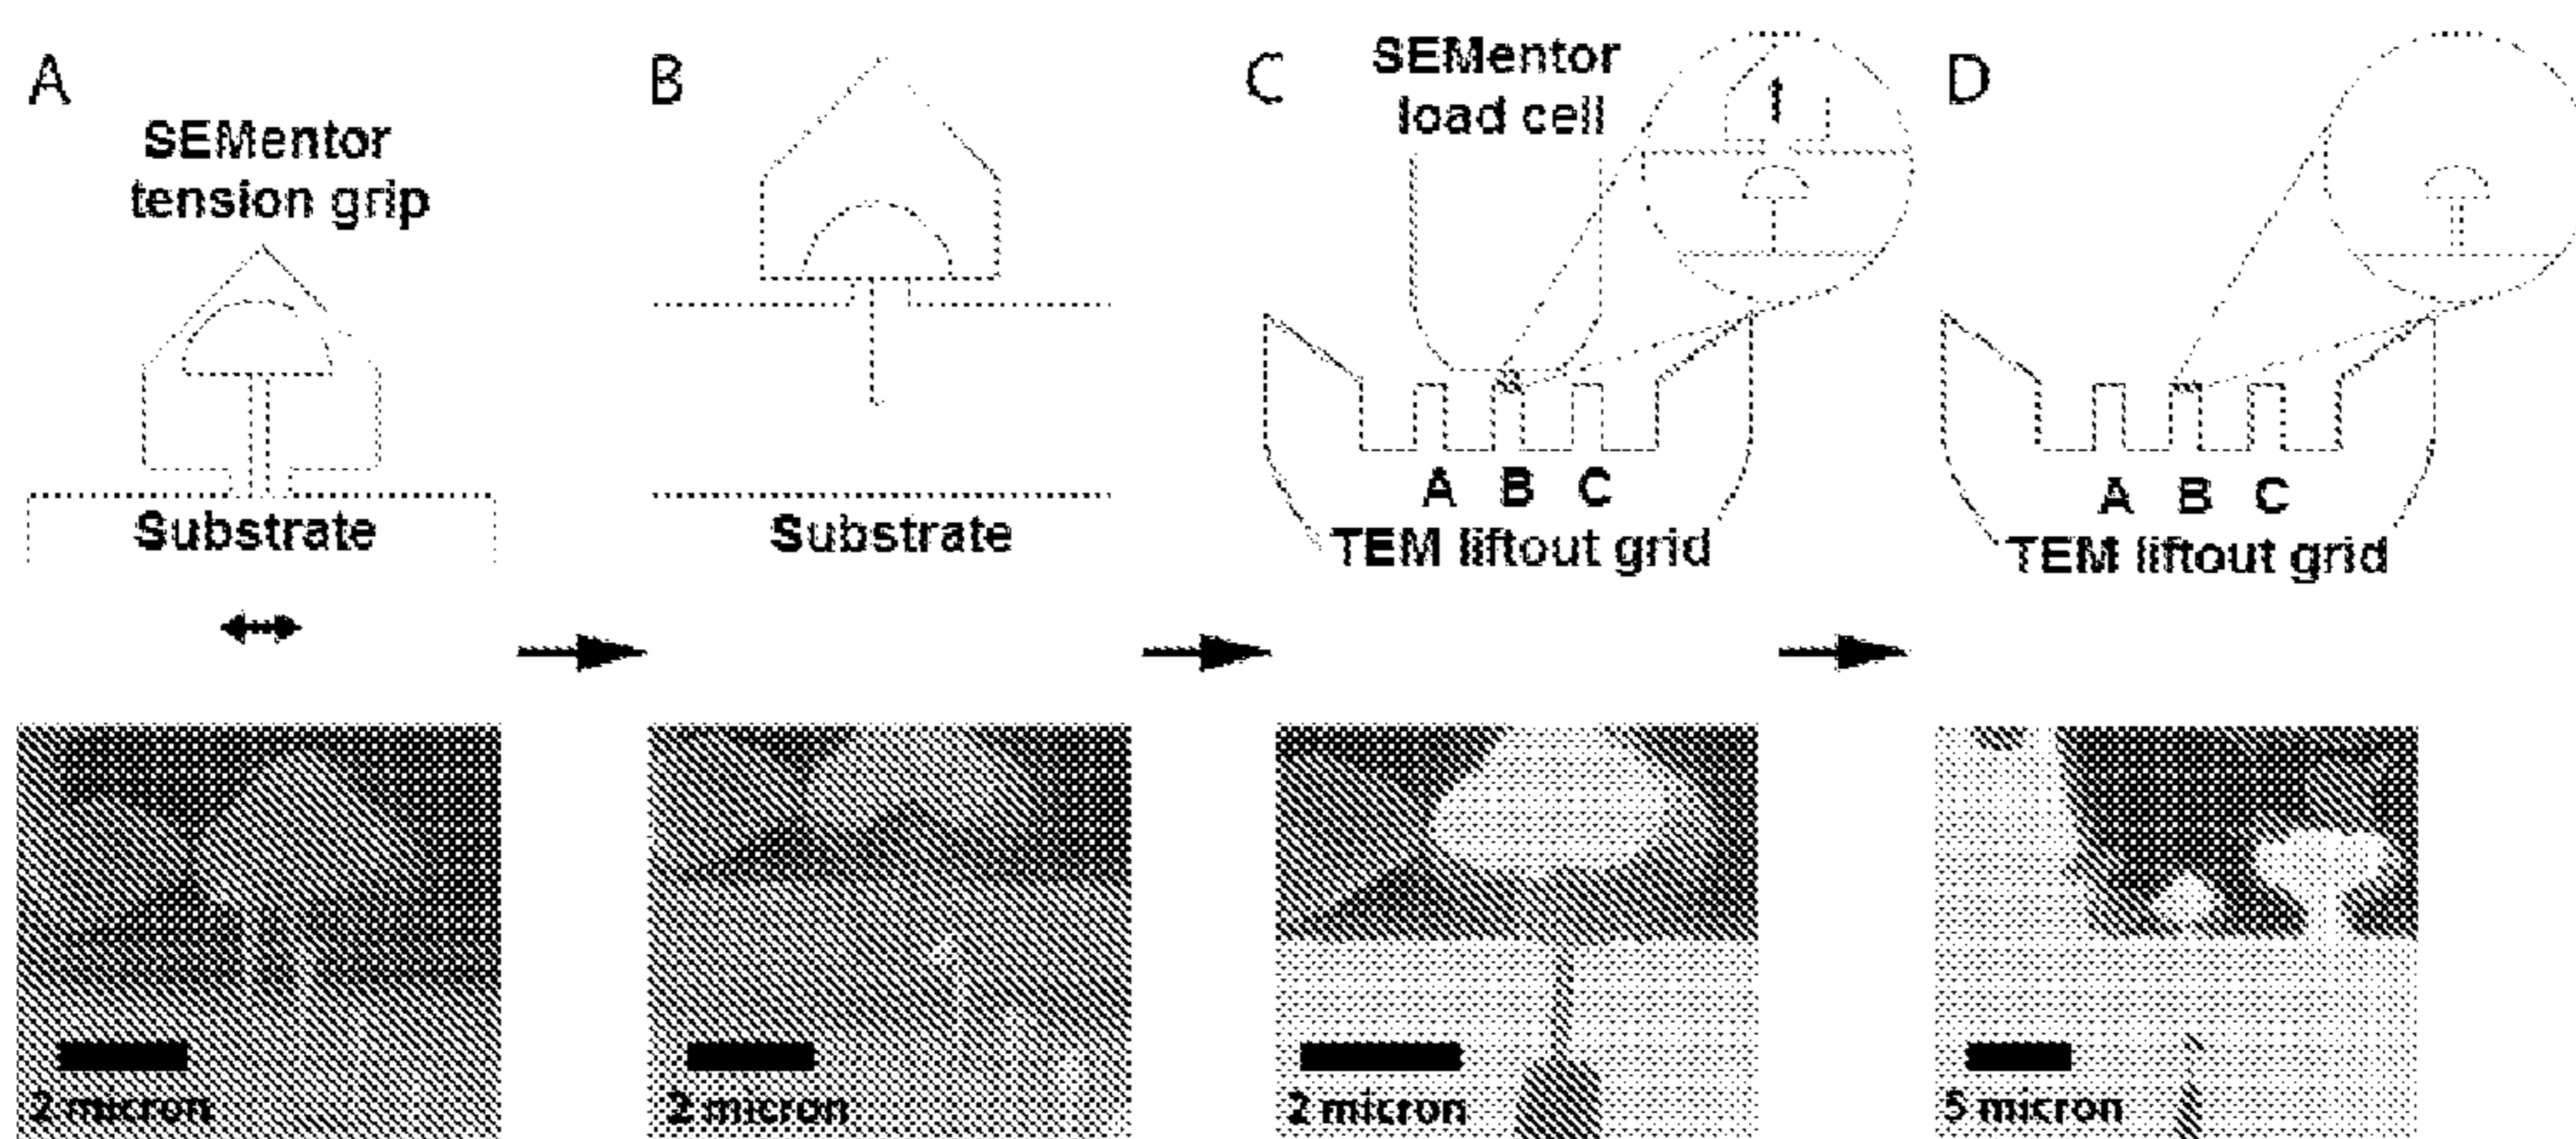 A
SEMentor
tension grip
Substrate
B
Substrate
C
SEMentor
load cell
A B C
TEM liftout grid
D
A B C
TEM liftout grid
2 micron
2 micron
2 micron
5 micron